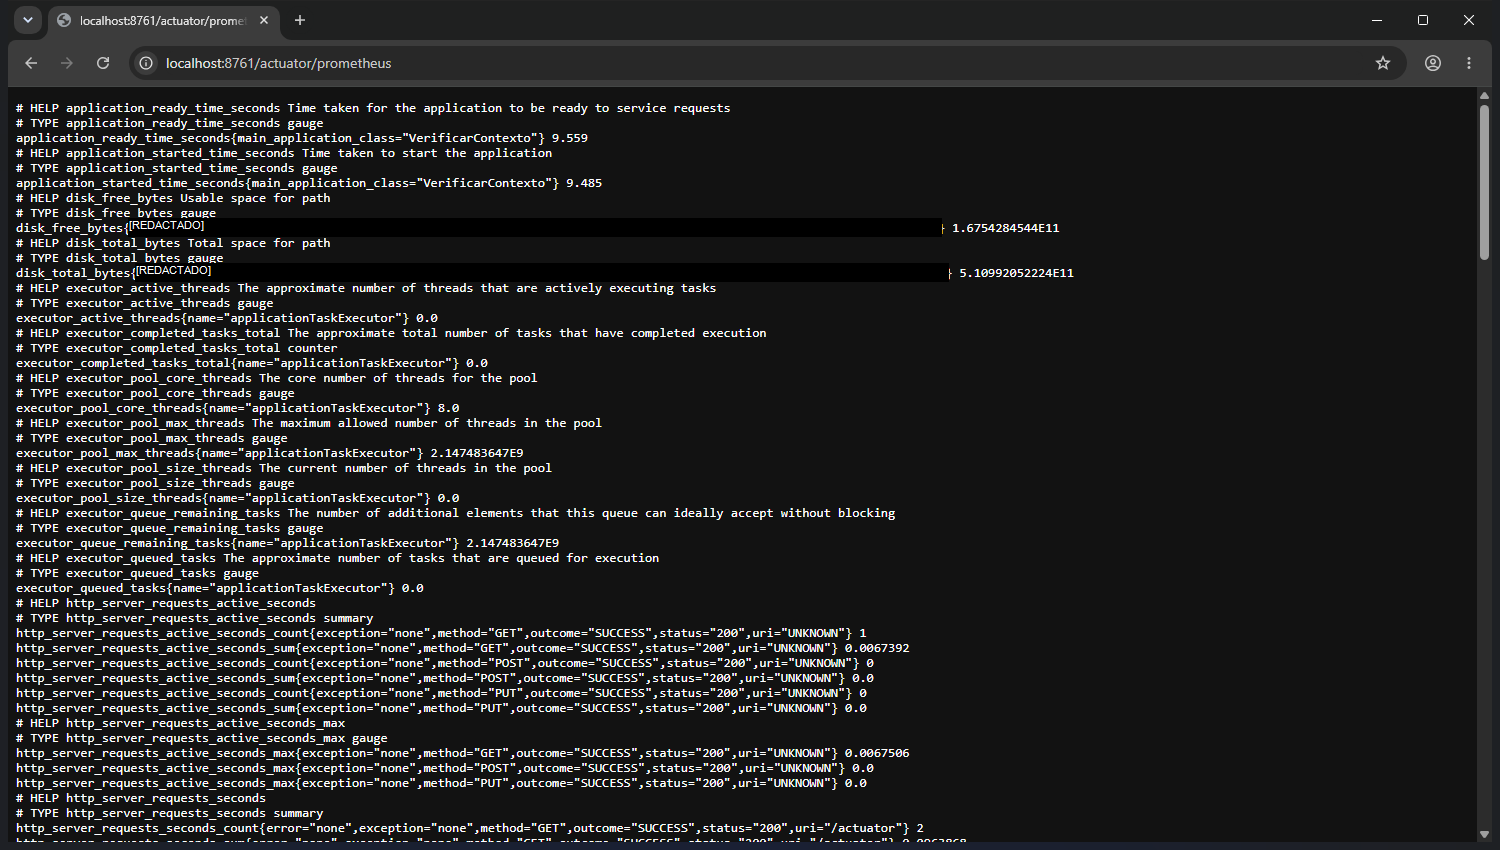 localhost:8761/actuator/prome
localhost:8761/actuator/prometheus
# HELP application_ready_time_seconds Time taken for the application to be ready to service requests
# TYPE application_ready_time_seconds gauge
application_ready_time_seconds{main_application_class="VerificarContexto"} 9.559
# HELP application_started_time_seconds Time taken to start the application
# TYPE application_started_time_seconds gauge
application_started_time_seconds{main_application_class="VerificarContexto"} 9.485
# HELP disk_free_bytes Usable space for path
# TYPE disk_free_bytes gauge
disk_free_bytes{[REDACTADO] } 1.6754284544E11
# HELP disk_total_bytes Total space for path
# TYPE disk_total_bytes gauge
disk_total_bytes{[REDACTADO] } 5.10992052224E11
# HELP executor_active_threads The approximate number of threads that are actively executing tasks
# TYPE executor_active_threads gauge
executor_active_threads{name="applicationTaskExecutor"} 0.0
# HELP executor_completed_tasks_total The approximate total number of tasks that have completed execution
# TYPE executor_completed_tasks_total counter
executor_completed_tasks_total{name="applicationTaskExecutor"} 0.0
# HELP executor_pool_core_threads The core number of threads for the pool
# TYPE executor_pool_core_threads gauge
executor_pool_core_threads{name="applicationTaskExecutor"} 8.0
# HELP executor_pool_max_threads The maximum allowed number of threads in the pool
# TYPE executor_pool_max_threads gauge
executor_pool_max_threads{name="applicationTaskExecutor"} 2.147483647E9
# HELP executor_pool_size_threads The current number of threads in the pool
# TYPE executor_pool_size_threads gauge
executor_pool_size_threads{name="applicationTaskExecutor"} 0.0
# HELP executor_queue_remaining_tasks The number of additional elements that this queue can ideally accept without blocking
# TYPE executor_queue_remaining_tasks gauge
executor_queue_remaining_tasks{name="applicationTaskExecutor"} 2.147483647E9
# HELP executor_queued_tasks The approximate number of tasks that are queued for execution
# TYPE executor_queued_tasks gauge
executor_queued_tasks{name="applicationTaskExecutor"} 0.0
# HELP http_server_requests_active_seconds
# TYPE http_server_requests_active_seconds summary
http_server_requests_active_seconds_count{exception="none",method="GET",outcome="SUCCESS",status="200",uri="UNKNOWN"} 1
http_server_requests_active_seconds_sum{exception="none",method="GET",outcome="SUCCESS",status="200",uri="UNKNOWN"} 0.0067392
http_server_requests_active_seconds_count{exception="none",method="POST",outcome="SUCCESS",status="200",uri="UNKNOWN"} 0
http_server_requests_active_seconds_sum{exception="none",method="POST",outcome="SUCCESS",status="200",uri="UNKNOWN"} 0.0
http_server_requests_active_seconds_count{exception="none",method="PUT",outcome="SUCCESS",status="200",uri="UNKNOWN"} 0
http_server_requests_active_seconds_sum{exception="none",method="PUT",outcome="SUCCESS",status="200",uri="UNKNOWN"} 0.0
# HELP http_server_requests_active_seconds_max
# TYPE http_server_requests_active_seconds_max gauge
http_server_requests_active_seconds_max{exception="none",method="GET",outcome="SUCCESS",status="200",uri="UNKNOWN"} 0.0067506
http_server_requests_active_seconds_max{exception="none",method="POST",outcome="SUCCESS",status="200",uri="UNKNOWN"} 0.0
http_server_requests_active_seconds_max{exception="none",method="PUT",outcome="SUCCESS",status="200",uri="UNKNOWN"} 0.0
# HELP http_server_requests_seconds
# TYPE http_server_requests_seconds summary
http_server_requests_seconds_count{error="none",exception="none",method="GET",outcome="SUCCESS",status="200",uri="/actuator"} 2